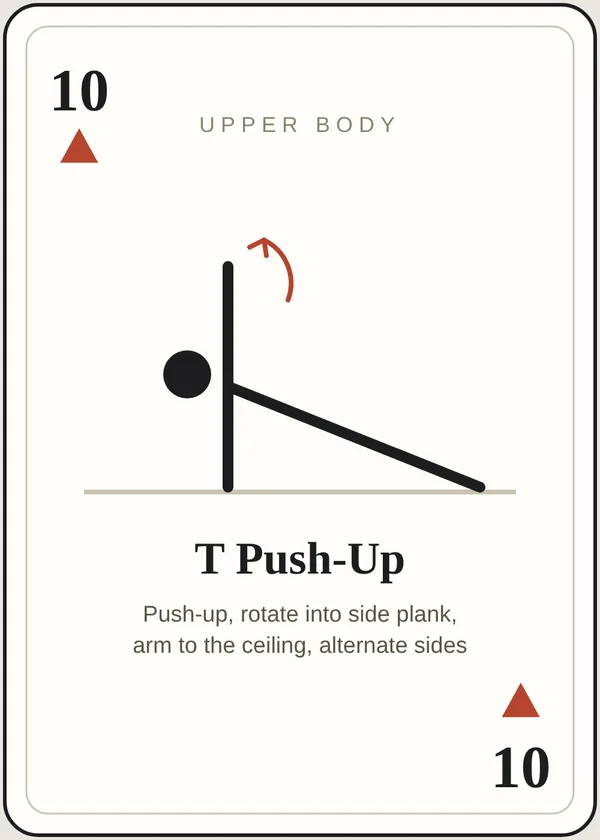 10
UPPER BODY
T Push-Up
Push-up, rotate into side plank,
arm to the ceiling, alternate sides
10